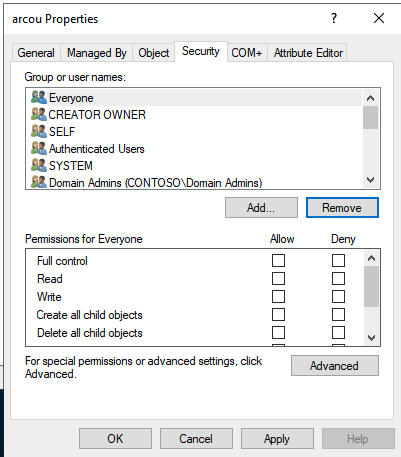 arcou Properties
General Managed By Object Security COM+ Attribute Editor
Group or user names:
Everyone
CREATOR OWNER
SELF
Authenticated Users
SYSTEM
Domain Admins (CONTOSO\Domain Admins)
Add... Remove
Permissions for Everyone Allow Deny
Full control
Read
Write
Create all child objects
Delete all child objects
For special permissions or advanced settings, click
Advanced.
Advanced
OK Cancel Apply Help